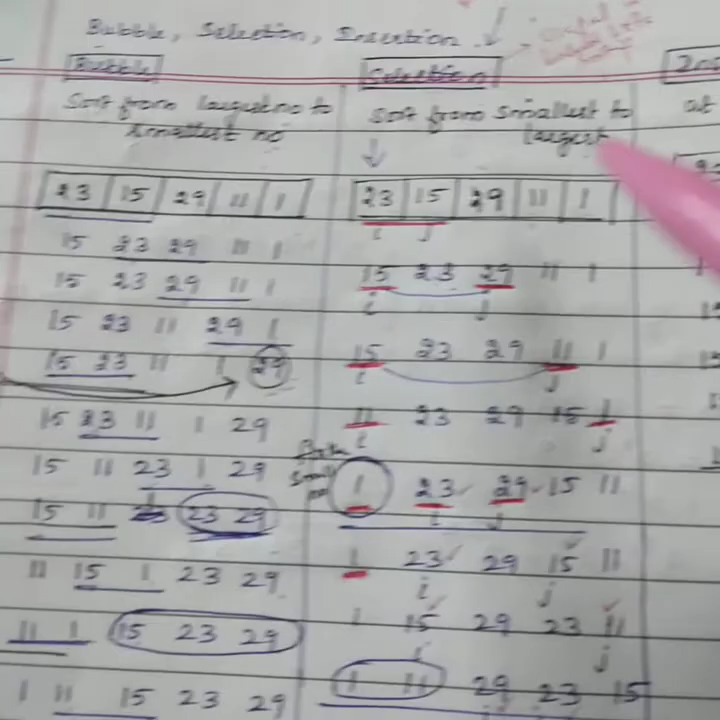 Bubble, Selection, Insertion
Bubble
Sort from largest no to
smallest no
23 15 29 11 1
15 23 29 11 1
15 23 29 11 1
15 23 11 29 1
15 23 11 1 29
15 23 11 1 29
15 11 23 1 29
15 11 23 29
11 15 1 23 29
11 1 15 23 29
1 11 15 23 29
Selection
Sort from smallest to
largest
23 15 29 11 1
i j
15 23 29 11 1
i j
15 23 29 11 1
i j
11 23 29 15 1
i j
1 23 29 15 11
i j
1 23 29 15 11
i j
1 15 29 23 11
i j
1 11 29 23 15
at